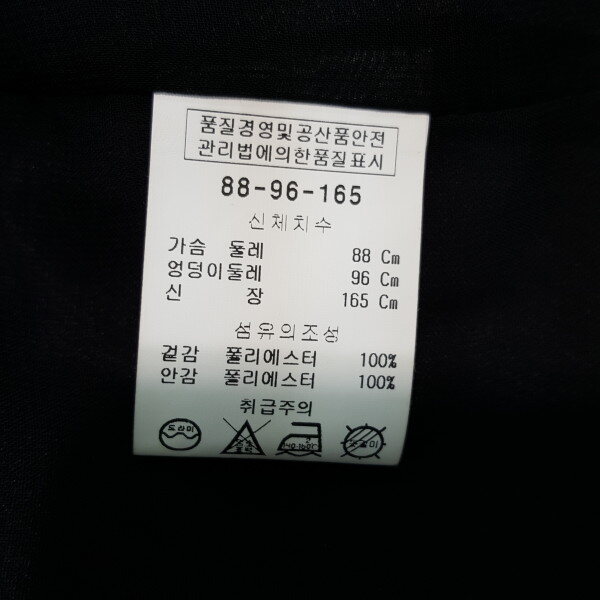 품질경영및공산품안전
관리법에의한품질표시
88-96-165
신체치수
가슴 둘레 88 Cm
엉덩이둘레 96 Cm
신 장 165 Cm
섬유의조성
겉감 폴리에스터 100%
안감 폴리에스터 100%
취급주의
드라이